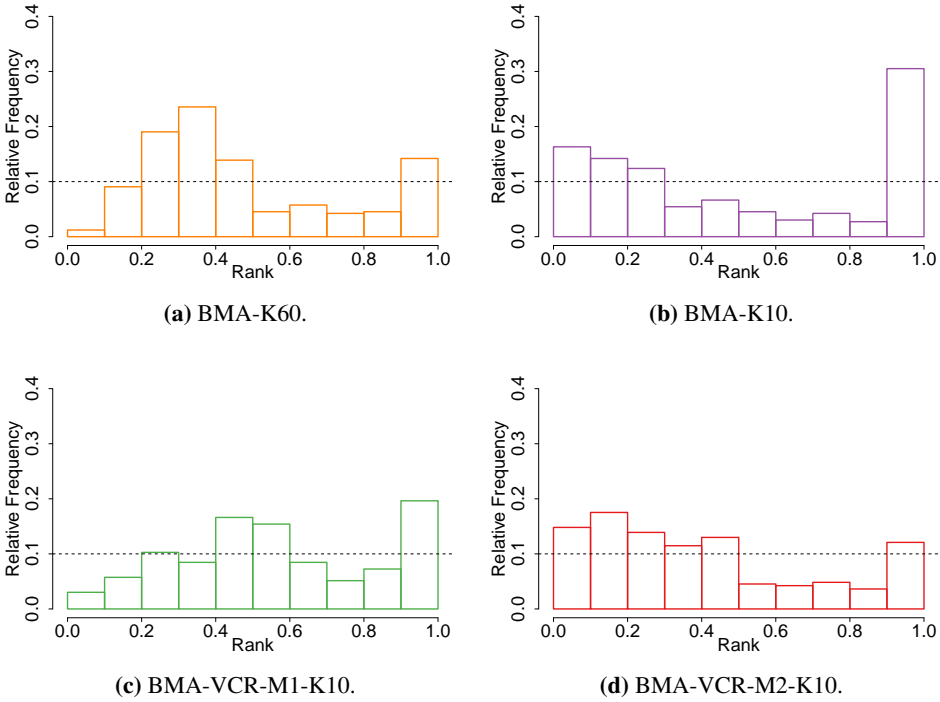 Relative Frequency
0.0 0.1 0.2 0.3 0.4
0.0 0.2 0.4 0.6 0.8 1.0
Rank
(a) BMA-K60.
Relative Frequency
0.0 0.1 0.2 0.3 0.4
0.0 0.2 0.4 0.6 0.8 1.0
Rank
(b) BMA-K10.
Relative Frequency
0.0 0.1 0.2 0.3 0.4
0.0 0.2 0.4 0.6 0.8 1.0
Rank
(c) BMA-VCR-M1-K10.
Relative Frequency
0.0 0.1 0.2 0.3 0.4
0.0 0.2 0.4 0.6 0.8 1.0
Rank
(d) BMA-VCR-M2-K10.